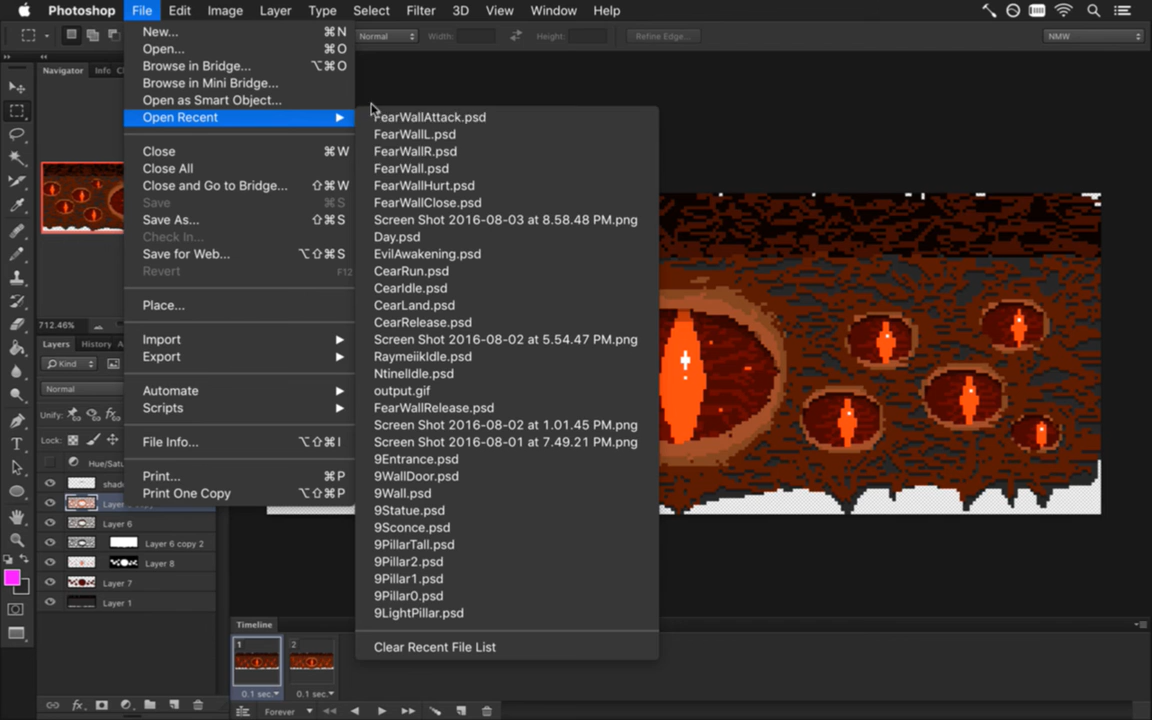 Photoshop File Edit Image Layer Type Select Filter 3D View Window Help
Normal Width: Height: Refine Edge... NMW
Navigator Info
712.46%
Layers History
Kind
Normal
Unify:
Lock:
Hue/Satu
shado
Layer
Layer 6
Layer 6 copy 2
Layer 8
Layer 7
Layer 1
New... ⌘N
Open... ⌘O
Browse in Bridge... ⌥⌘O
Browse in Mini Bridge...
Open as Smart Object...
Open Recent ▶
Close ⌘W
Close All
Close and Go to Bridge... ⇧⌘W
Save ⌘S
Save As... ⇧⌘S
Check In...
Save for Web... ⌥⇧⌘S
Revert F12
Place...
Import ▶
Export ▶
Automate ▶
Scripts ▶
File Info... ⌥⇧⌘I
Print... ⌘P
Print One Copy ⌥⇧⌘P
FearWallAttack.psd
FearWallL.psd
FearWallR.psd
FearWall.psd
FearWallHurt.psd
FearWallClose.psd
Screen Shot 2016-08-03 at 8.58.48 PM.png
Day.psd
EvilAwakening.psd
CearRun.psd
CearIdle.psd
CearLand.psd
CearRelease.psd
Screen Shot 2016-08-02 at 5.54.47 PM.png
RaymeiikIdle.psd
NtinelIdle.psd
output.gif
FearWallRelease.psd
Screen Shot 2016-08-02 at 1.01.45 PM.png
Screen Shot 2016-08-01 at 7.49.21 PM.png
9Entrance.psd
9WallDoor.psd
9Wall.psd
9Statue.psd
9Sconce.psd
9PillarTall.psd
9Pillar2.psd
9Pillar1.psd
9Pillar0.psd
9LightPillar.psd
Clear Recent File List
Timeline
1 2
0.1 sec. 0.1 sec.
Forever